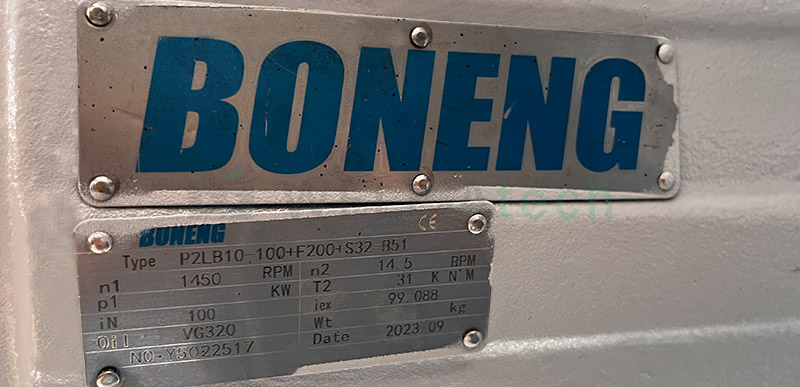 BONENG
tech
BONENG
CE
Type P2LB10-100+F200+S32 B51
n1 1450 RPM n2 14.5 RPM
p1 KW T2 31 K N*M
iN 100 iex 99.088
Oil VG320 Wt kg
NO-Y5022517 Date 2023.09